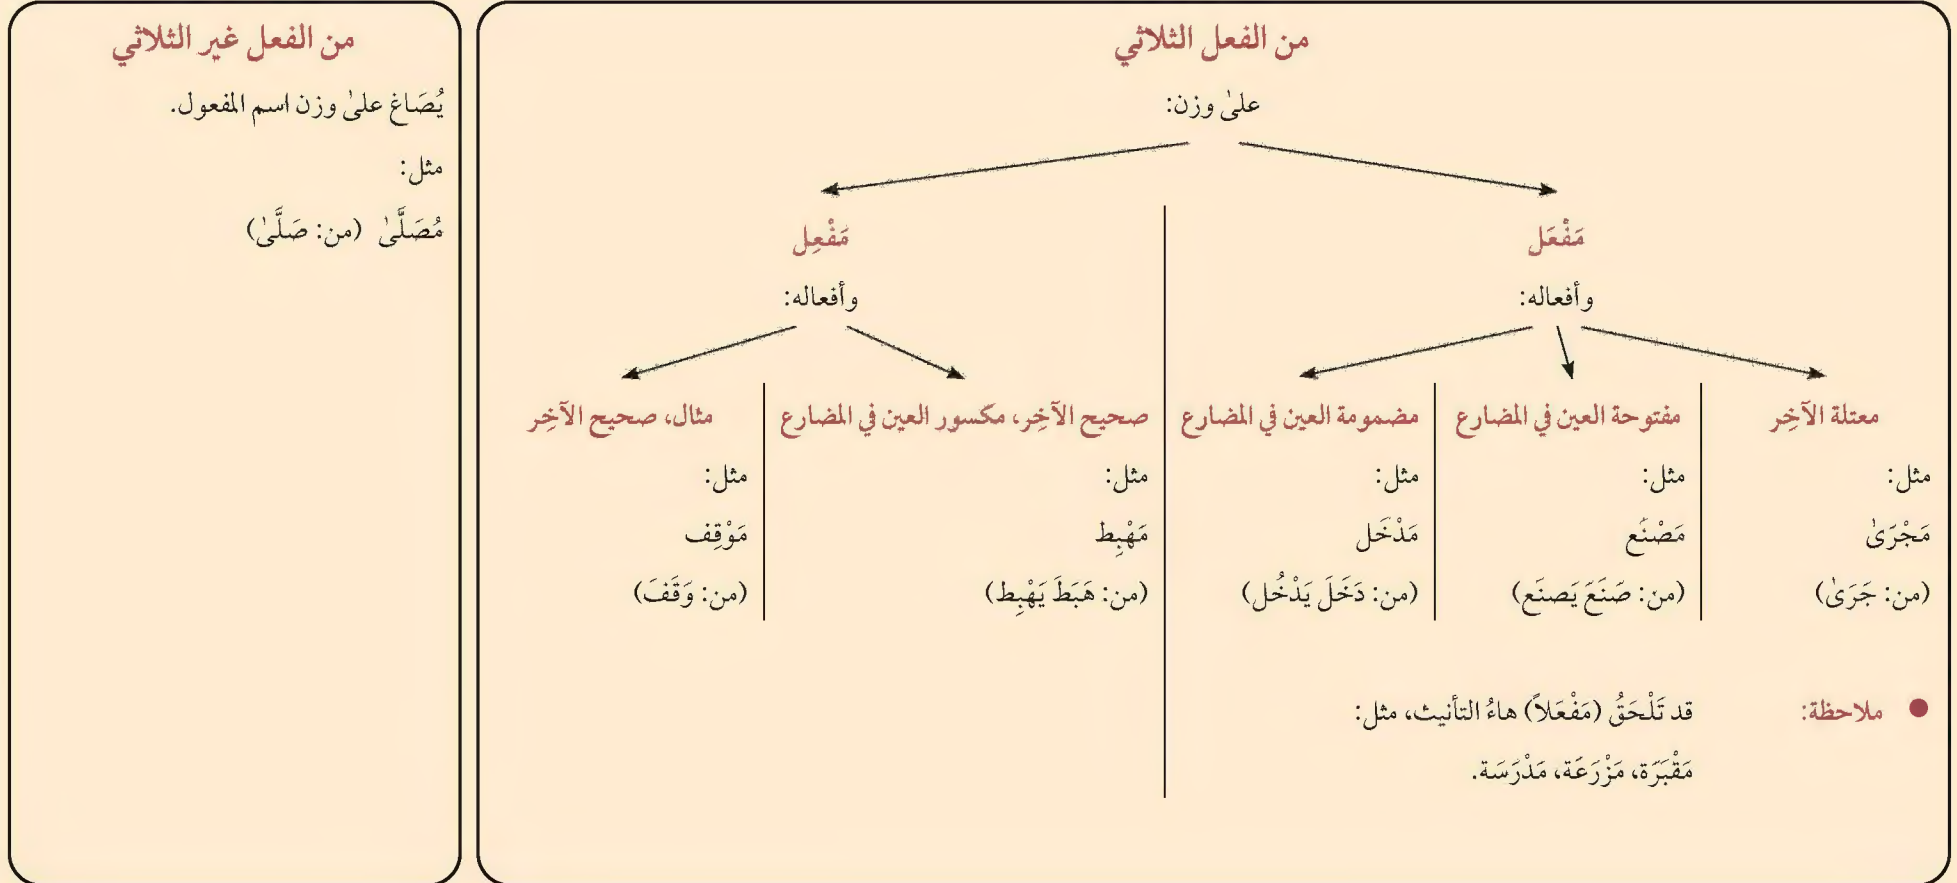 من الفعل الثلاثي
علىٰ وزن:
مَفْعَل
وأفعاله:
معتلة الآخِر
مثل:
مَجْرَىٰ
(من: جَرَىٰ)
مفتوحة العين في المضارع
مثل:
مَصْنَع
(من: صَنَعَ يَصنَع)
مضمومة العين في المضارع
مثل:
مَدْخَل
(من: دَخَلَ يَدْخُل)
ملاحظة: قد تَلْحَقُ (مَفْعَلاً) هاءُ التأنيث، مثل:
مَقْبَرَة، مَزْرَعَة، مَدْرَسَة.
مَفْعِل
وأفعاله:
صحيح الآخِر، مكسور العين في المضارع
مثل:
مَهْبِط
(من: هَبَطَ يَهْبِط)
مثال، صحيح الآخِر
مثل:
مَوْقِف
(من: وَقَفَ)
من الفعل غير الثلاثي
يُصَاغ علىٰ وزن اسم المفعول.
مثل:
مُصَلَّىٰ (من: صَلَّىٰ)